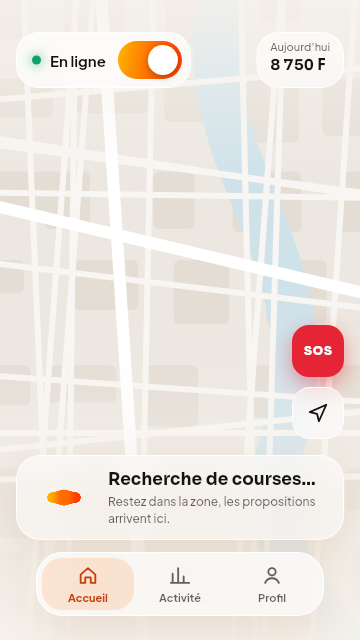 En ligne
Aujourd'hui
8 750 F
SOS
Recherche de courses...
Restez dans la zone, les propositions
arrivent ici.
Accueil
Activité
Profil